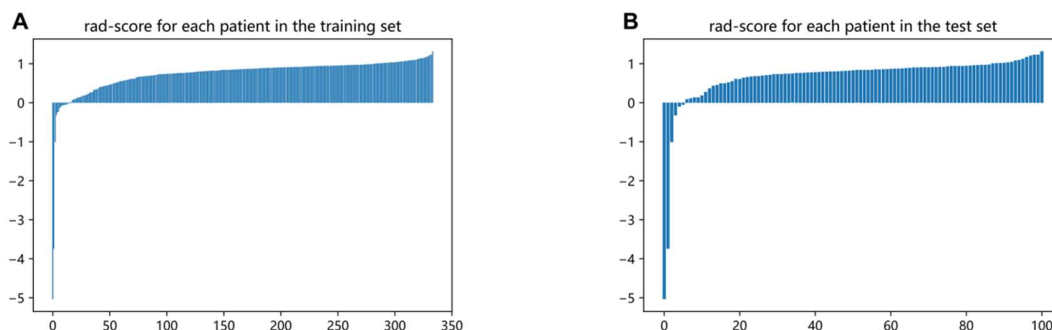 A
rad-score for each patient in the training set
1
0
−1
−2
−3
−4
−5
0 50 100 150 200 250 300 350
B
rad-score for each patient in the test set
1
0
−1
−2
−3
−4
−5
0 20 40 60 80 100